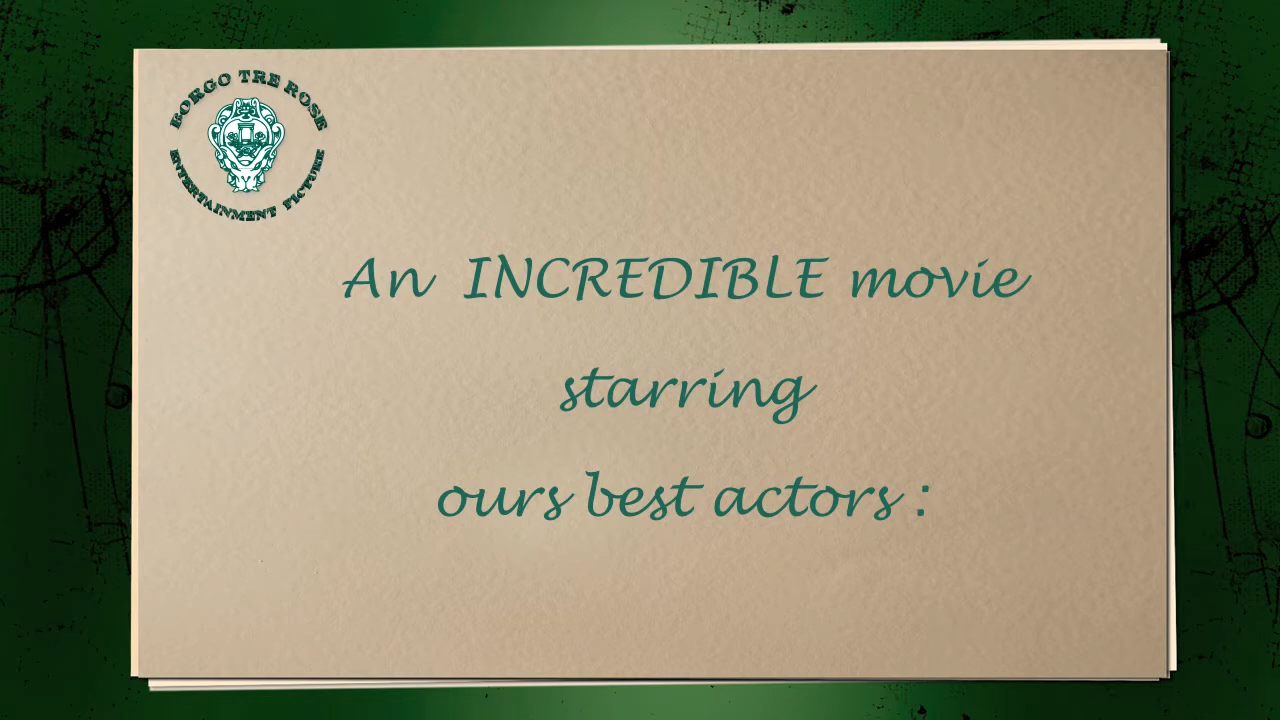 BORGO TRE ROSE
ENTERTAINMENT PICTURE
An INCREDIBLE movie
starring
ours best actors :